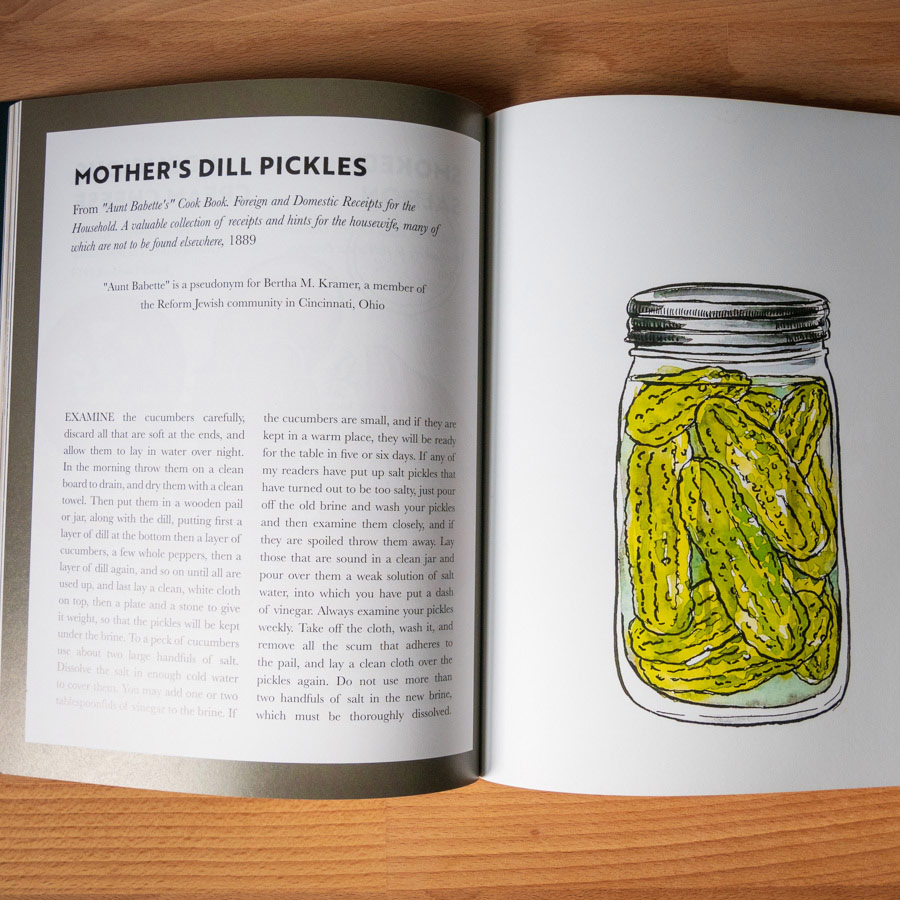 MOTHER'S DILL PICKLES
From "Aunt Babette's" Cook Book. Foreign and Domestic Receipts for the
Household. A valuable collection of receipts and hints for the housewife, many of
which are not to be found elsewhere, 1889
"Aunt Babette" is a pseudonym for Bertha M. Kramer, a member of
the Reform Jewish community in Cincinnati, Ohio
EXAMINE the cucumbers carefully,
discard all that are soft at the ends, and
allow them to lay in water over night.
In the morning throw them on a clean
board to drain, and dry them with a clean
towel. Then put them in a wooden pail
or jar, along with the dill, putting first a
layer of dill at the bottom then a layer of
cucumbers, a few whole peppers, then a
layer of dill again, and so on until all are
used up, and last lay a clean, white cloth
on top, then a plate and a stone to give
it weight, so that the pickles will be kept
under the brine. To a peck of cucumbers
use about two large handfuls of salt.
Dissolve the salt in enough cold water
to cover them. You may add one or two
tablespoonfuls of vinegar to the brine. If
the cucumbers are small, and if they are
kept in a warm place, they will be ready
for the table in five or six days. If any of
my readers have put up salt pickles that
have turned out to be too salty, just pour
off the old brine and wash your pickles
and then examine them closely, and if
they are spoiled throw them away. Lay
those that are sound in a clean jar and
pour over them a weak solution of salt
water, into which you have put a dash
of vinegar. Always examine your pickles
weekly. Take off the cloth, wash it, and
remove all the scum that adheres to
the pail, and lay a clean cloth over the
pickles again. Do not use more than
two handfuls of salt in the new brine,
which must be thoroughly dissolved.